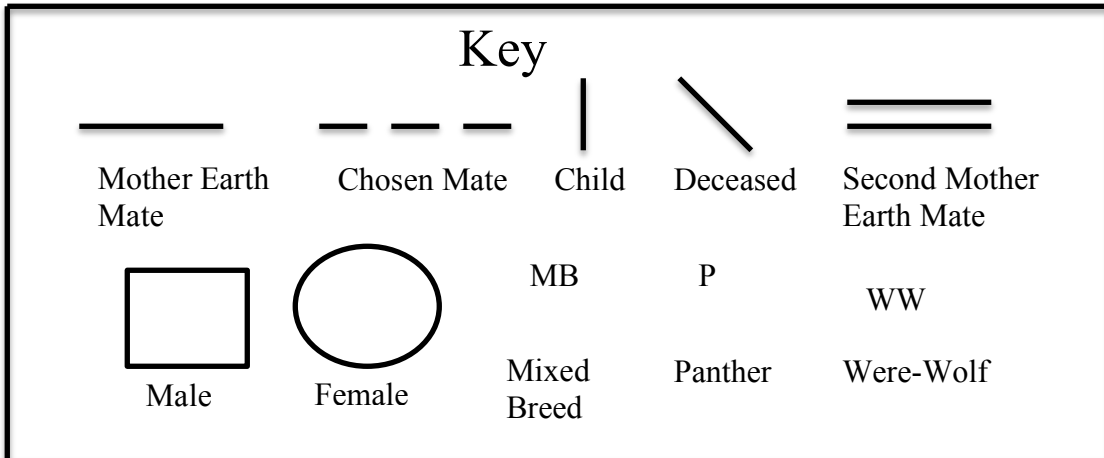 Key
Mother Earth
Mate
Chosen Mate
Child
Deceased
Second Mother
Earth Mate
MB
P
WW
Male
Female
Mixed
Breed
Panther
Were-Wolf